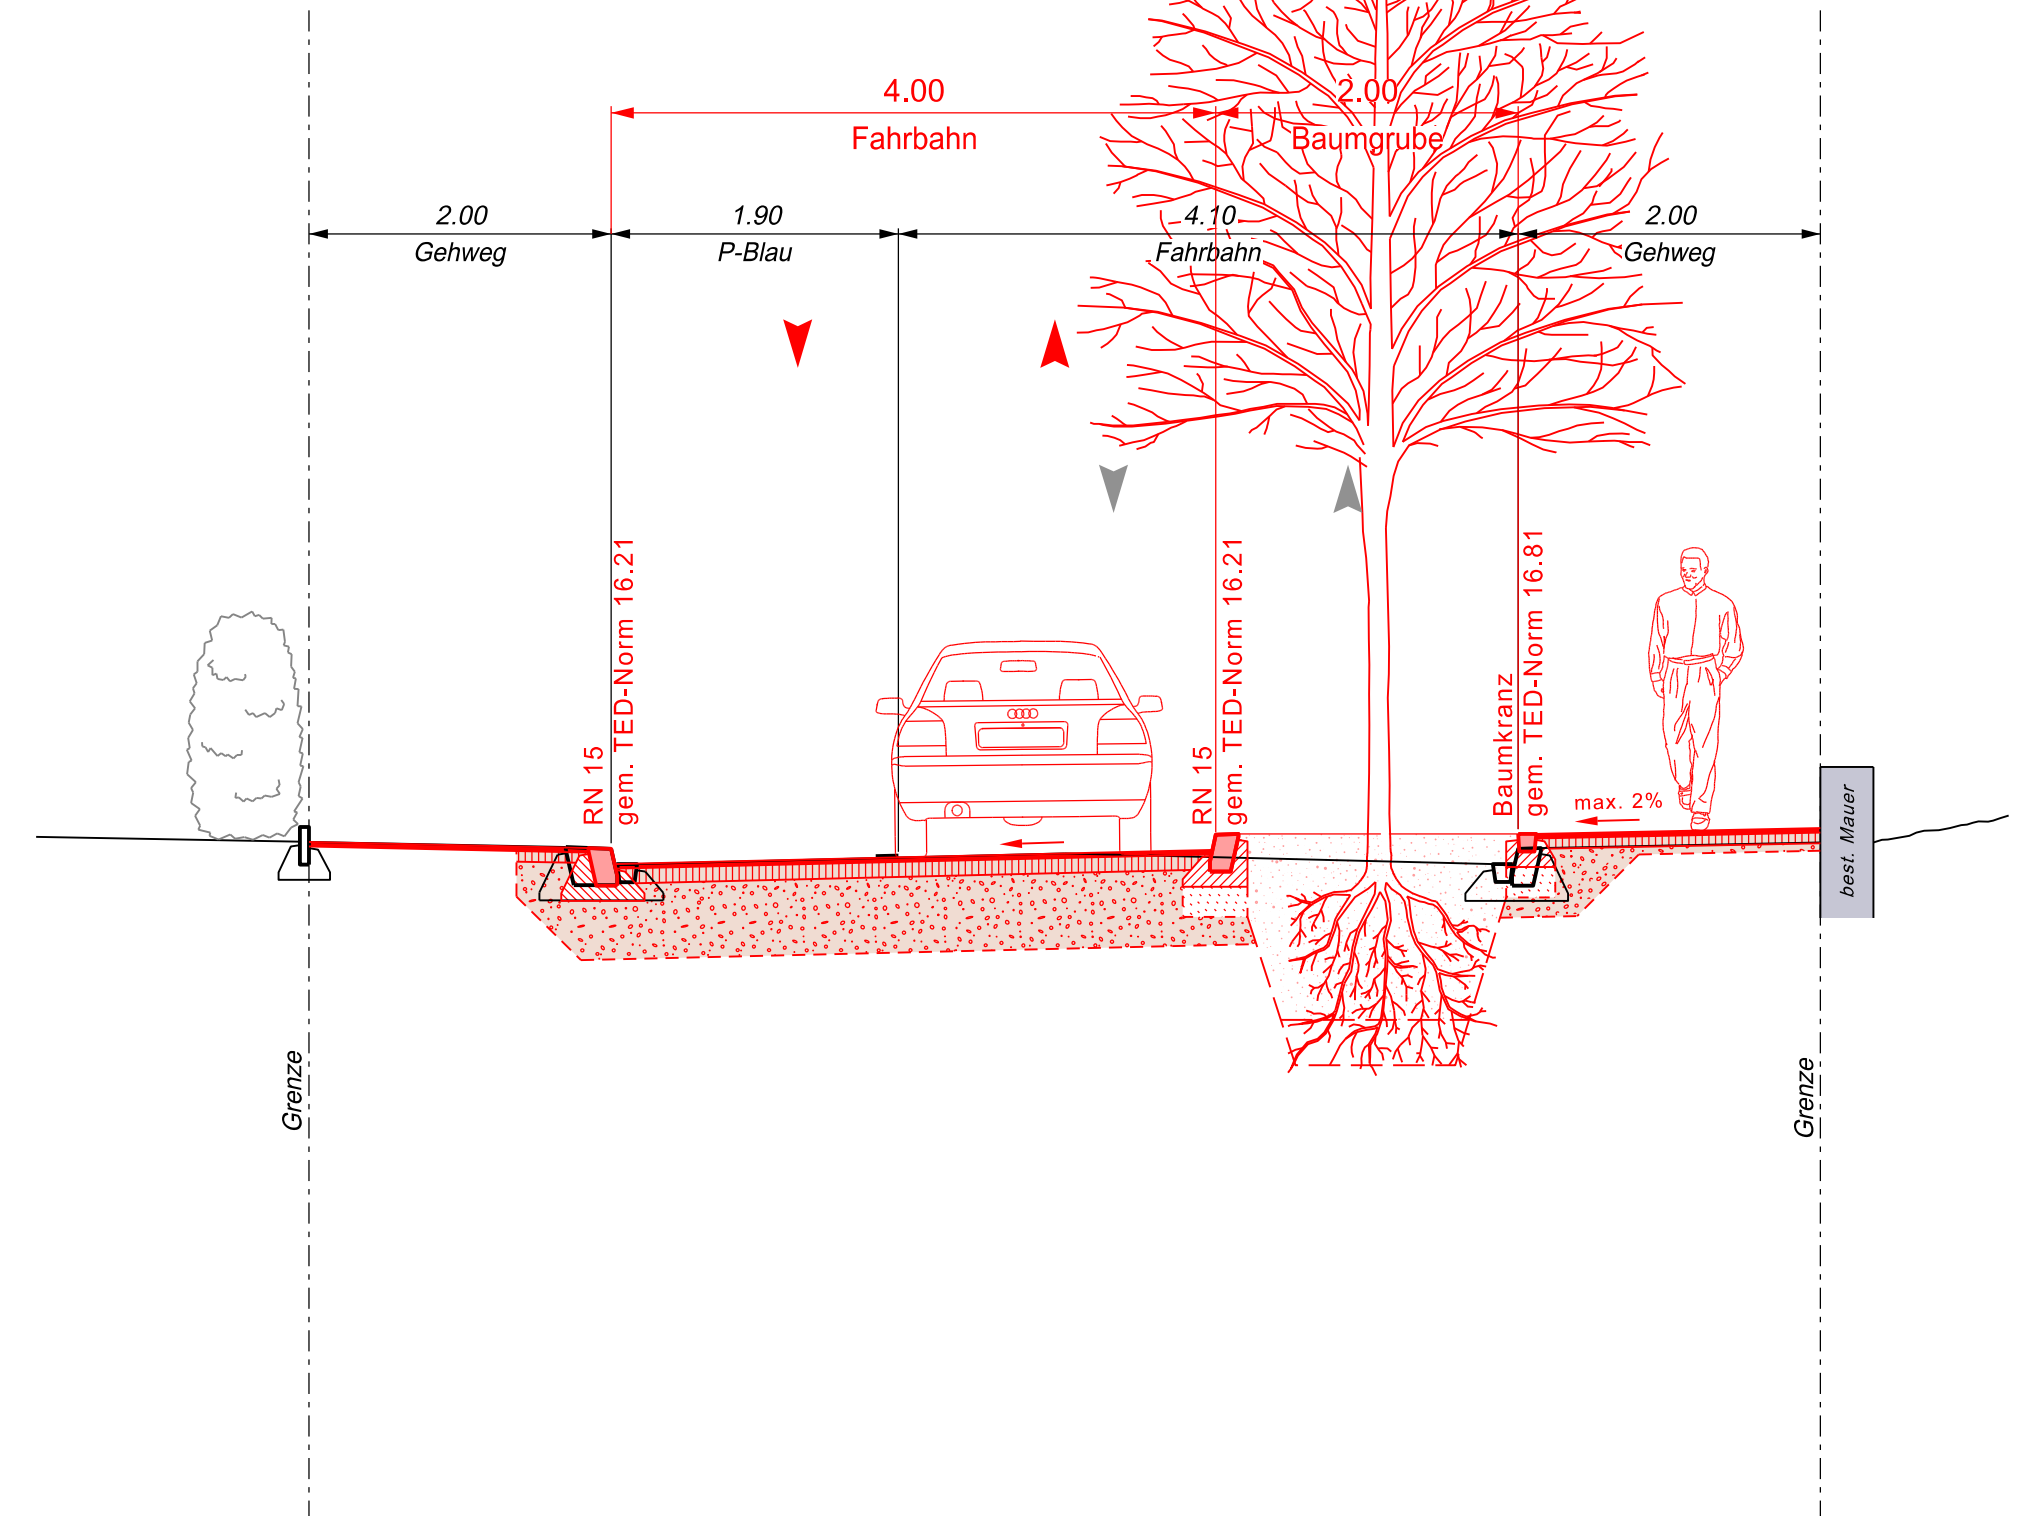 4.00
2.00
Fahrbahn
Baumgrube
2.00
1.90
4.10
2.00
Gehweg
P-Blau
Fahrbahn
Gehweg
RN 15
gem. TED-Norm 16.21
RN 15
gem. TED-Norm 16.21
Baumkranz
gem. TED-Norm 16.81
max. 2%
best. Mauer
Grenze
Grenze